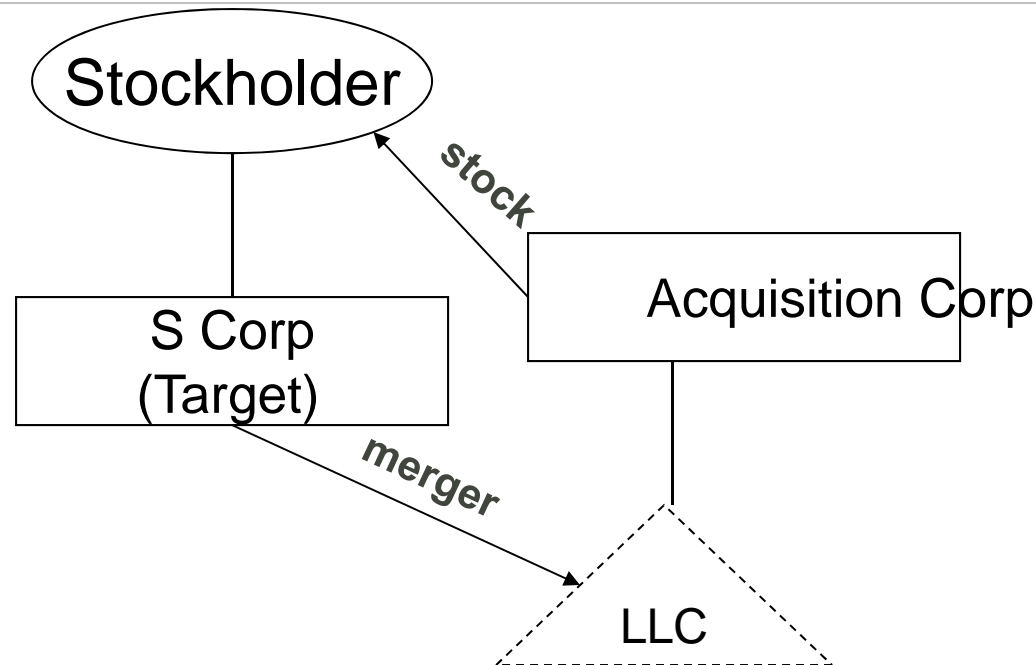 Stockholder
stock
Acquisition Corp
S Corp
(Target)
merger
LLC